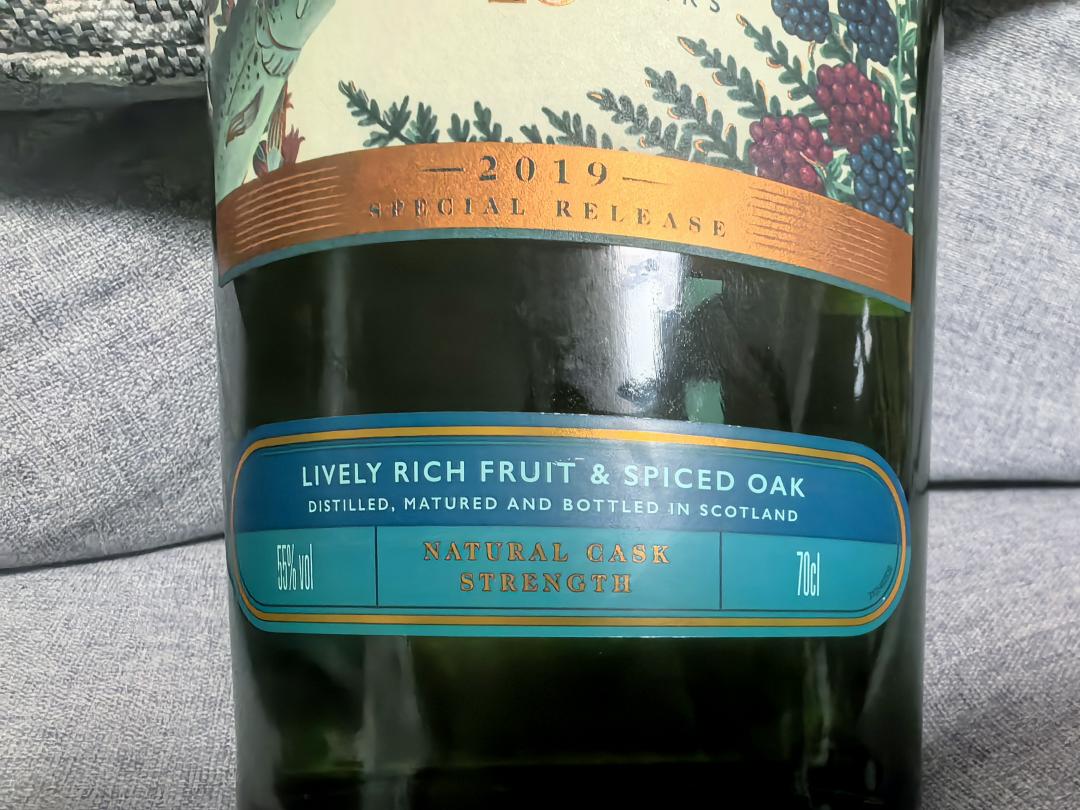 —2019—
SPECIAL RELEASE
LIVELY RICH FRUIT & SPICED OAK
DISTILLED, MATURED AND BOTTLED IN SCOTLAND
55% vol
NATURAL CASK
STRENGTH
70cl